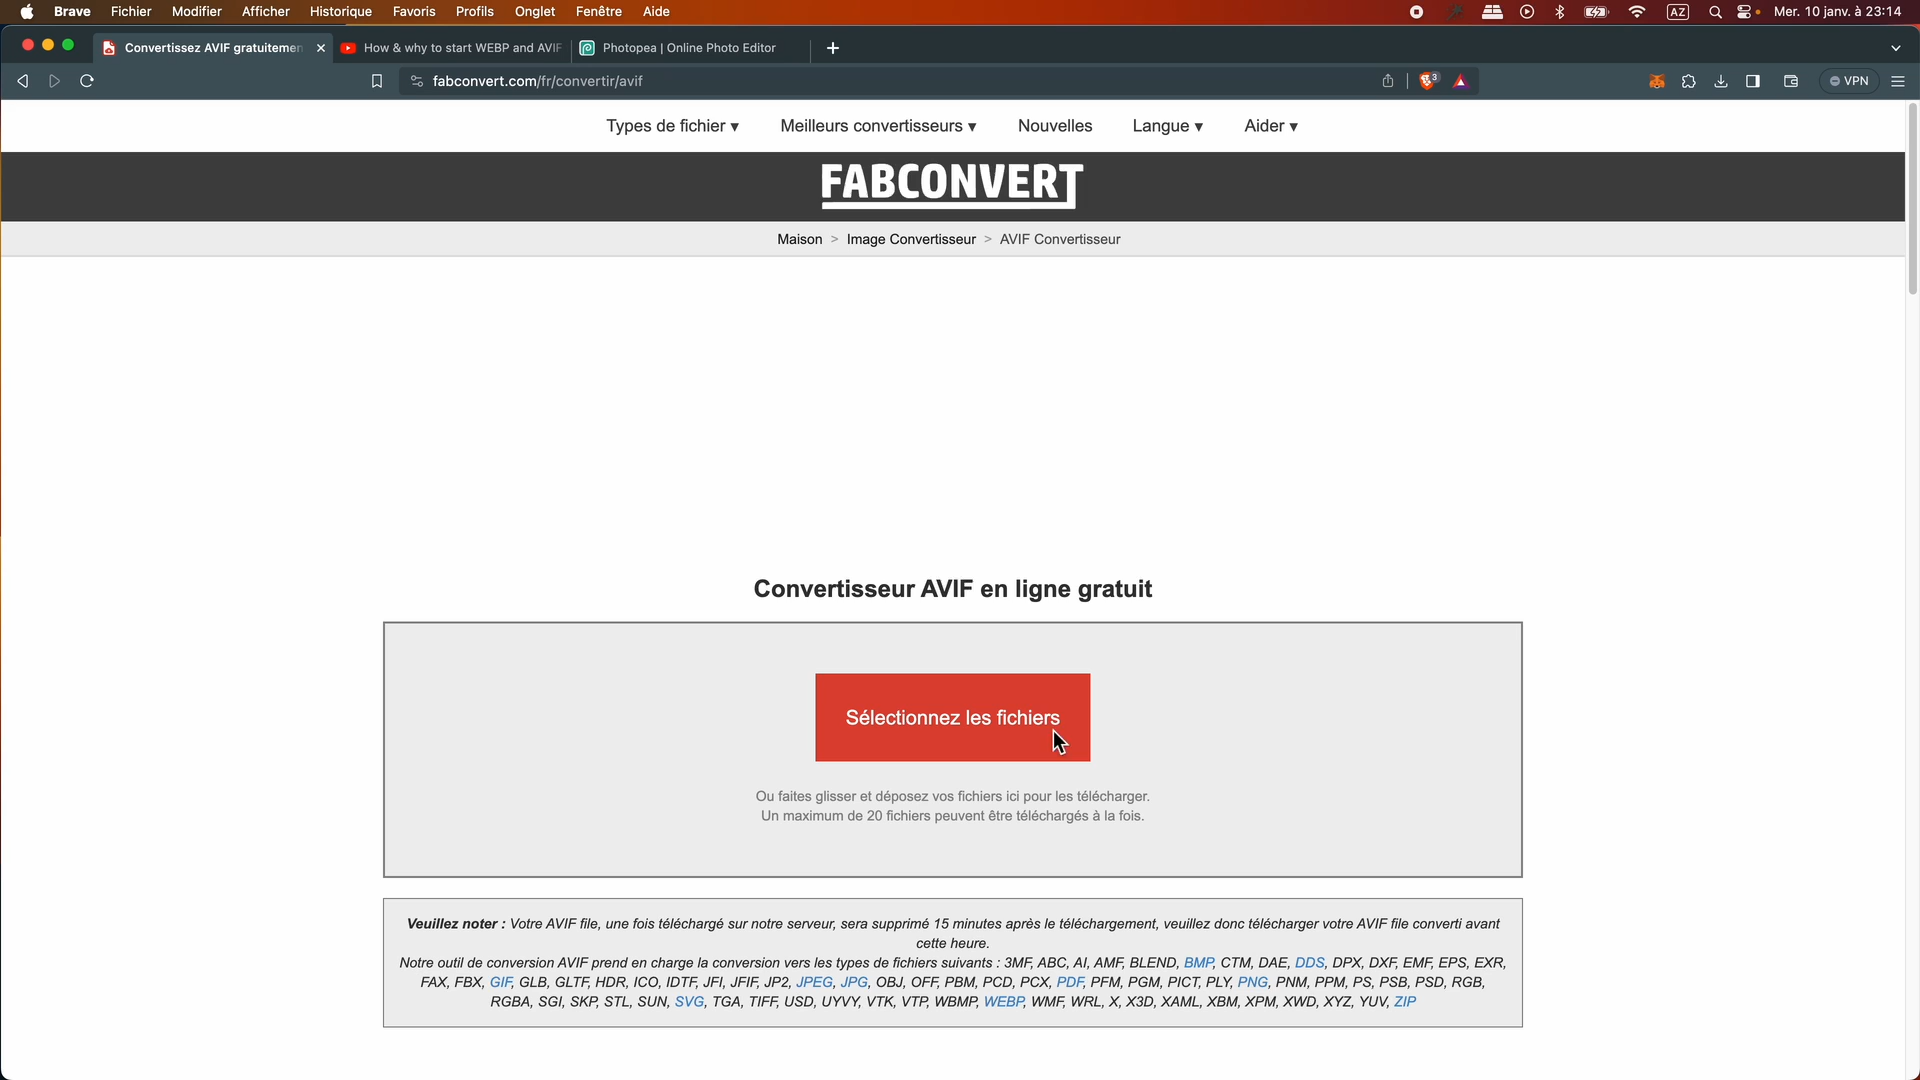 Brave Fichier Modifier Afficher Historique Favoris Profils Onglet Fenêtre Aide AZ Mer. 10 janv. à 23:14
Convertissez AVIF gratuitemen How & why to start WEBP and AVIF Photopea | Online Photo Editor
fabconvert.com/fr/convertir/avif 3 VPN
Types de fichier ▾ Meilleurs convertisseurs ▾ Nouvelles Langue ▾ Aider ▾
FABCONVERT
Maison > Image Convertisseur > AVIF Convertisseur
Convertisseur AVIF en ligne gratuit
Sélectionnez les fichiers
Ou faites glisser et déposez vos fichiers ici pour les télécharger.
Un maximum de 20 fichiers peuvent être téléchargés à la fois.
Veuillez noter : Votre AVIF file, une fois téléchargé sur notre serveur, sera supprimé 15 minutes après le téléchargement, veuillez donc télécharger votre AVIF file converti avant
cette heure.
Notre outil de conversion AVIF prend en charge la conversion vers les types de fichiers suivants : 3MF, ABC, AI, AMF, BLEND, BMP, CTM, DAE, DDS, DPX, DXF, EMF, EPS, EXR,
FAX, FBX, GIF, GLB, GLTF, HDR, ICO, IDTF, JFI, JFIF, JP2, JPEG, JPG, OBJ, OFF, PBM, PCD, PCX, PDF, PFM, PGM, PICT, PLY, PNG, PNM, PPM, PS, PSB, PSD, RGB,
RGBA, SGI, SKP, STL, SUN, SVG, TGA, TIFF, USD, UYVY, VTK, VTP, WBMP, WEBP, WMF, WRL, X, X3D, XAML, XBM, XPM, XWD, XYZ, YUV, ZIP